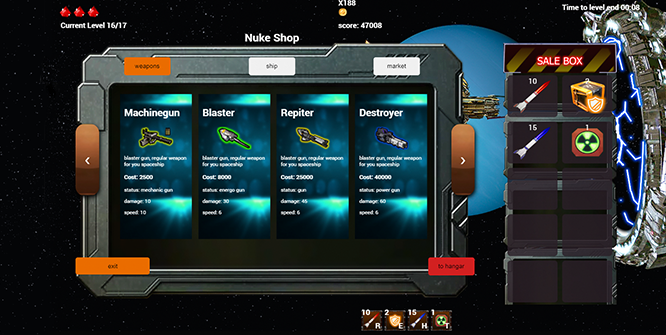 X188
Time to level end 00:08
Current Level 16/17
score: 47008
Nuke Shop
weapons
ship
market
SALE BOX
10
1
15
1
Machinegun
Blaster
Repiter
Destroyer
blaster gun, regular weapon
for you spaceship
Cost: 2500
status: mechanic gun
damage: 10
speed: 10
blaster gun, regular weapon
for you spaceship
Cost: 8000
status: energo gun
damage: 30
speed: 6
blaster gun, regular weapon
for you spaceship
Cost: 25000
status: gun
damage: 45
speed: 6
blaster gun, regular weapon
for you spaceship
Cost: 40000
status: power gun
damage: 60
speed: 6
exit
to hangar
10 R
2 E
15 H
1 T